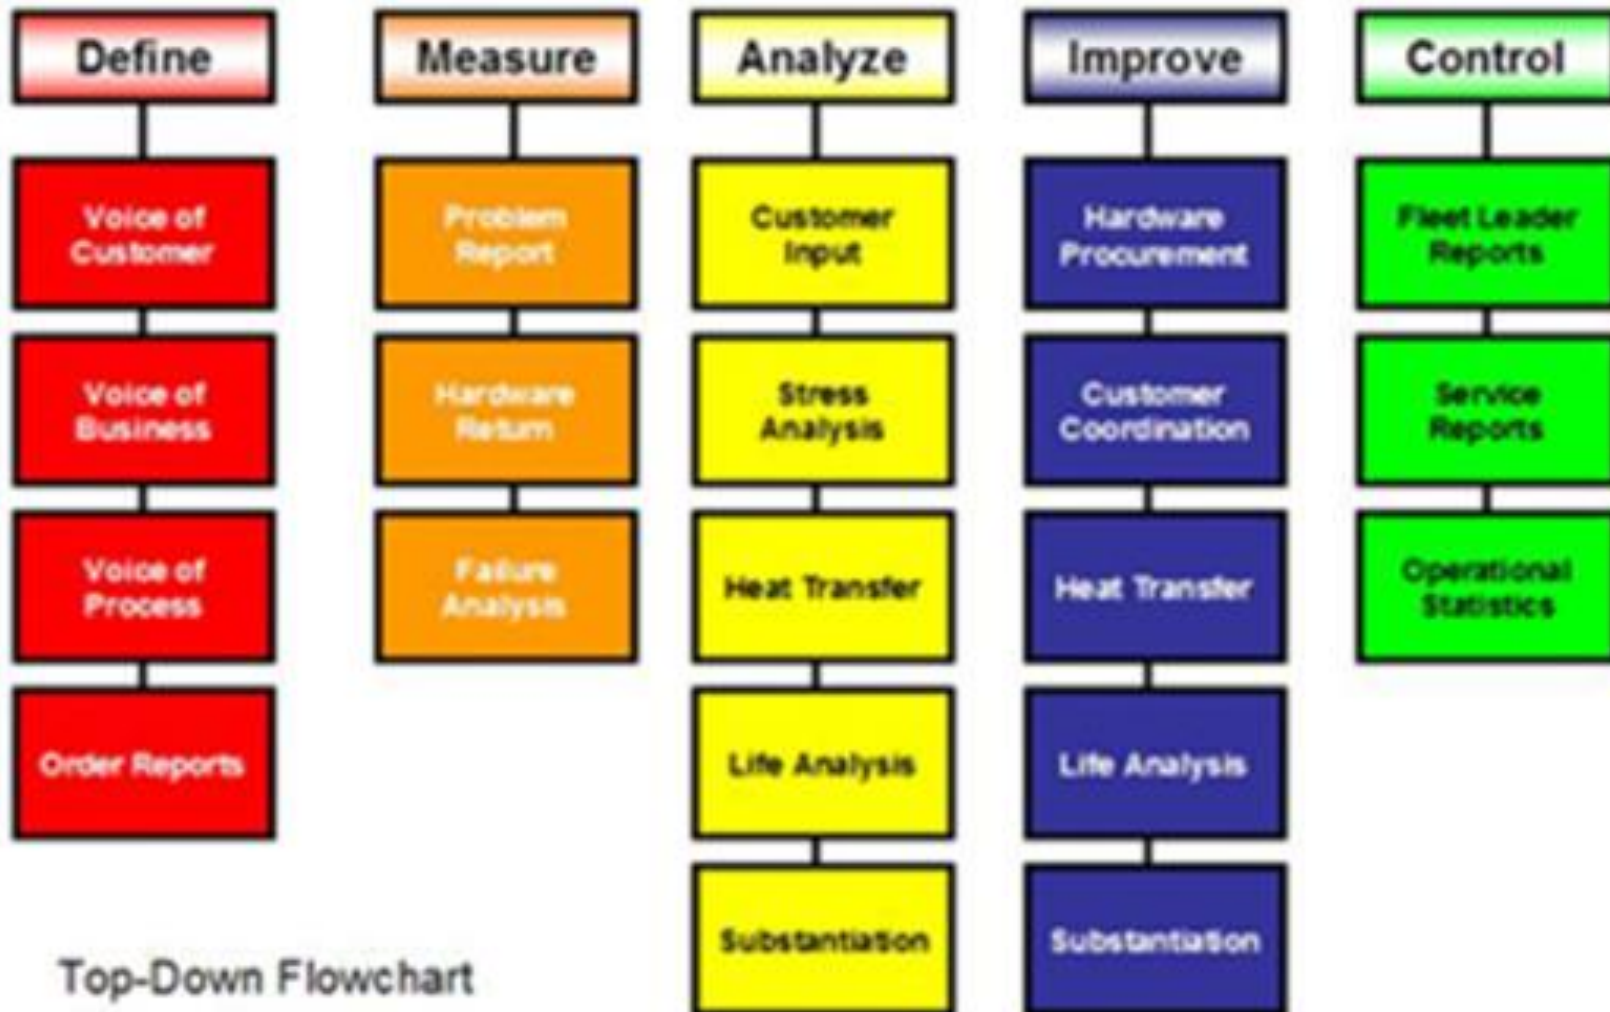 Define
Measure
Analyze
Improve
Control
Voice of
Customer
Voice of
Business
Voice of
Process
Order Reports
Problem
Report
Hardware
Return
Failure
Analysis
Customer
Input
Stress
Analysis
Heat Transfer
Life Analysis
Substantiation
Hardware
Procurement
Customer
Coordination
Heat Transfer
Life Analysis
Substantiation
Fleet Leader
Reports
Service
Reports
Operational
Statistics
Top-Down Flowchart